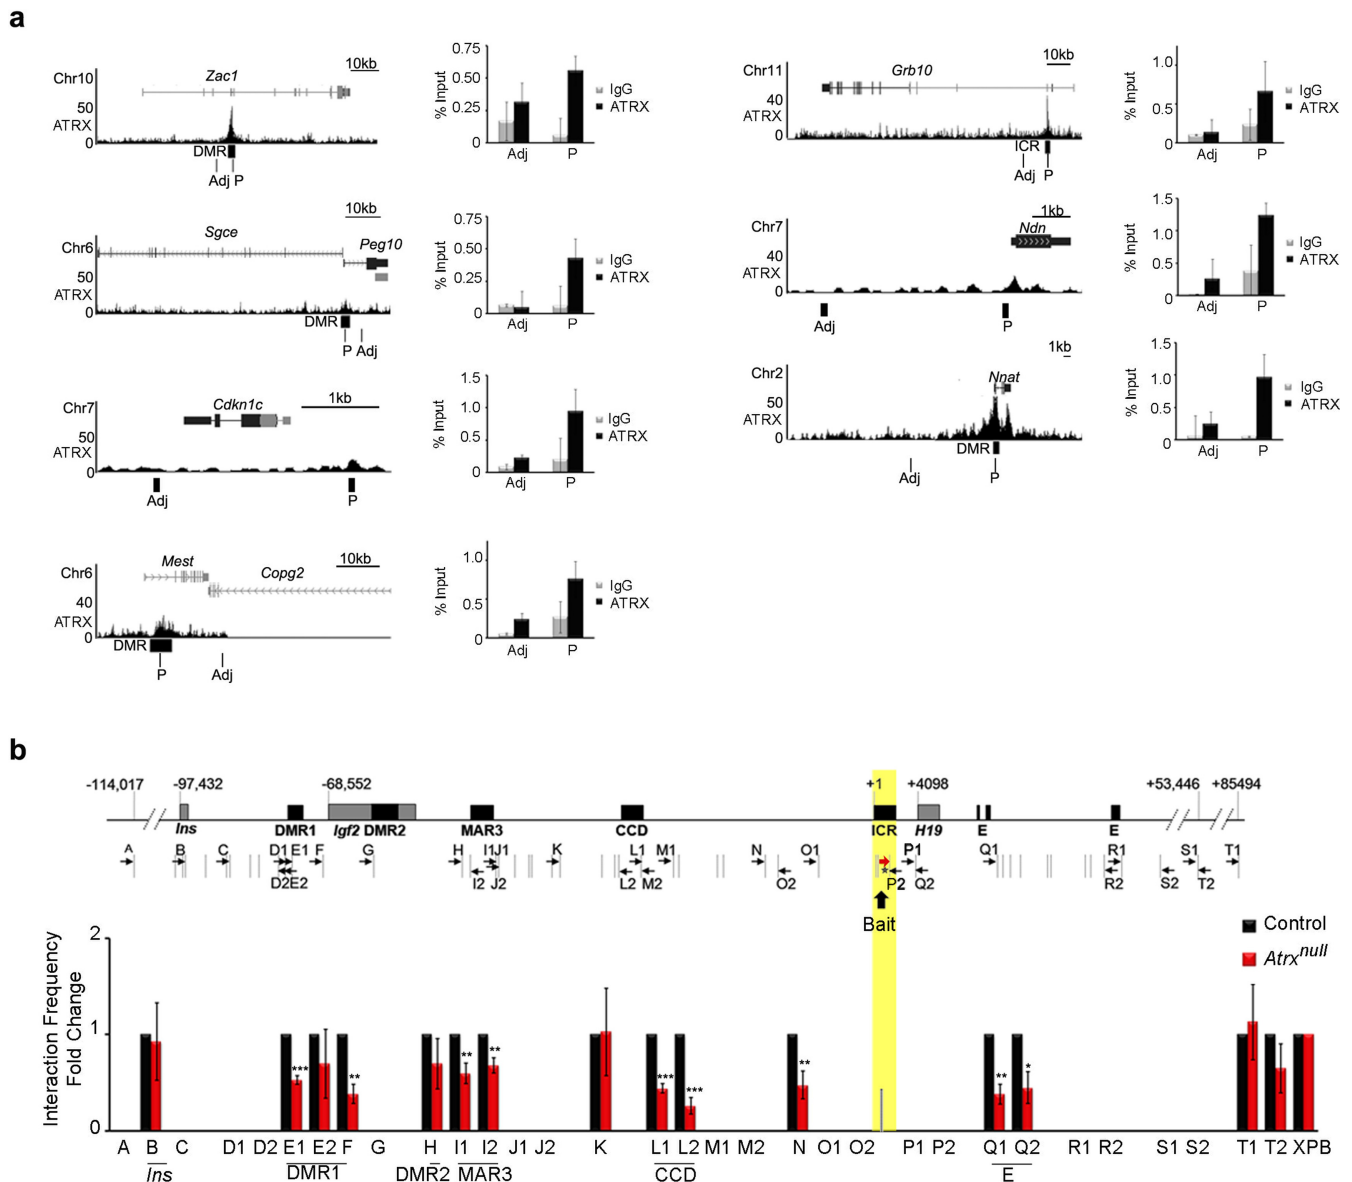 a
Chr10
Zac1
10kb
50
ATRX
0
DMR
Adj P
0.75
0.50
0.25
0
% Input
Adj P
IgG
ATRX
Chr11
Grb10
10kb
40
ATRX
0
ICR
Adj P
1.0
0.5
0
% Input
Adj P
IgG
ATRX
Chr6
Sgce
10kb
Peg10
50
ATRX
0
DMR
P Adj
0.75
0.50
0.25
0
% Input
Adj P
IgG
ATRX
Chr7
1kb
Ndn
40
ATRX
0
Adj P
1.5
1.0
0.5
0
% Input
Adj P
IgG
ATRX
Chr7
Cdkn1c
1kb
50
ATRX
0
Adj P
1.5
1.0
0.5
0
% Input
Adj P
IgG
ATRX
Chr2
1kb
Nnat
50
ATRX
0
DMR
Adj P
1.5
1.0
0.5
0
% Input
Adj P
IgG
ATRX
Chr6
Mest
Copg2
10kb
40
ATRX
0
DMR
P Adj
1.0
0.5
0
% Input
Adj P
IgG
ATRX
b
-114,017 -97,432 -68,552 +1 +4098 +53,446 +85494
Ins DMR1 Igf2 DMR2 MAR3 CCD ICR H19 E E
A B C D1 E1 F G H I1 J1 K L1 M1 N O1 P1 Q1 R1 S1 T1
D2 E2 I2 J2 L2 M2 O2 * P2 Q2 R2 S2 T2
Bait
Control
Atrxnull
Interaction Frequency
Fold Change
2
1
0
*** ** ** ** *** *** ** ** *
A B C D1 D2 E1 E2 F G H I1 I2 J1 J2 K L1 L2 M1 M2 N O1 O2 P1 P2 Q1 Q2 R1 R2 S1 S2 T1 T2 XPB
Ins DMR1 DMR2 MAR3 CCD E